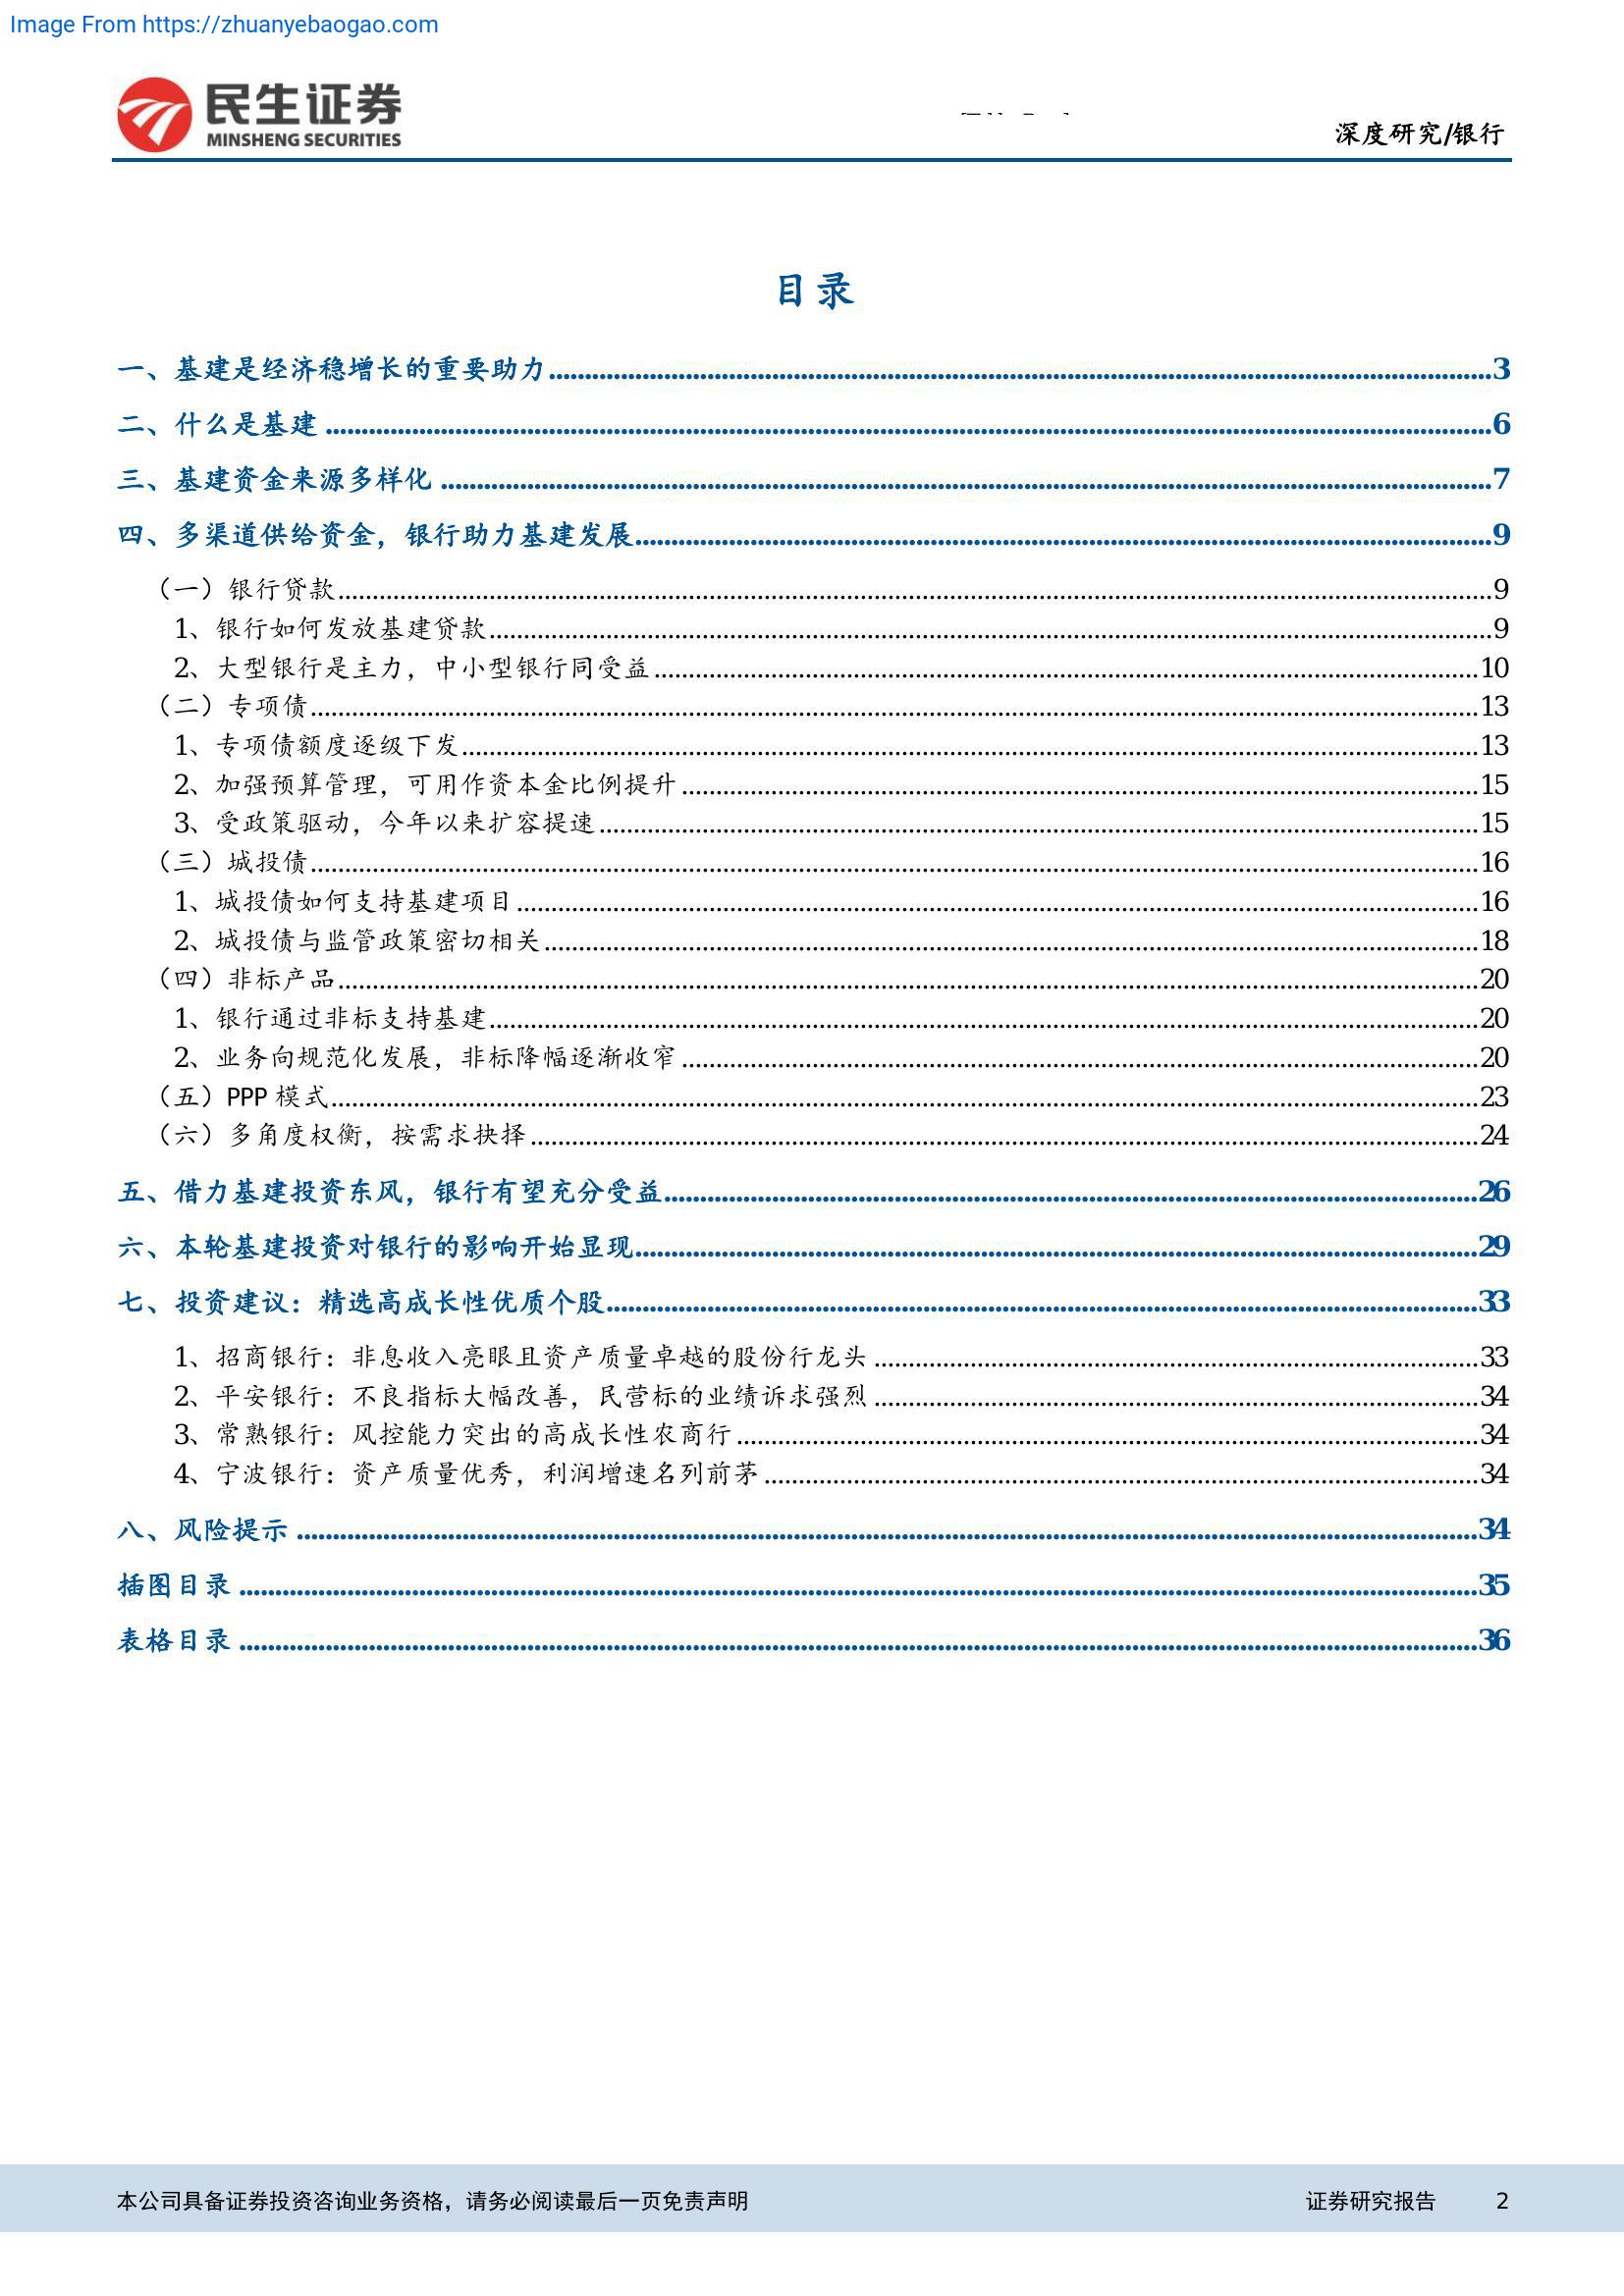 Image From https://zhuanyebaogao.com
民生证券
MINSHENG SECURITIES
深度研究/银行
目录
一、基建是经济稳增长的重要助力 3
二、什么是基建 6
三、基建资金来源多样化 7
四、多渠道供给资金，银行助力基建发展 9
（一）银行贷款 9
1、银行如何发放基建贷款 9
2、大型银行是主力，中小型银行同受益 10
（二）专项债 13
1、专项债额度逐级下发 13
2、加强预算管理，可用作资本金比例提升 15
3、受政策驱动，今年以来扩容提速 15
（三）城投债 16
1、城投债如何支持基建项目 16
2、城投债与监管政策密切相关 18
（四）非标产品 20
1、银行通过非标支持基建 20
2、业务向规范化发展，非标降幅逐渐收窄 20
（五）PPP 模式 23
（六）多角度权衡，按需求抉择 24
五、借力基建投资东风，银行有望充分受益 26
六、本轮基建投资对银行的影响开始显现 29
七、投资建议：精选高成长性优质个股 33
1、招商银行：非息收入亮眼且资产质量卓越的股份行龙头 33
2、平安银行：不良指标大幅改善，民营标的业绩诉求强烈 34
3、常熟银行：风控能力突出的高成长性农商行 34
4、宁波银行：资产质量优秀，利润增速名列前茅 34
八、风险提示 34
插图目录 35
表格目录 36
本公司具备证券投资咨询业务资格，请务必阅读最后一页免责声明 证券研究报告 2